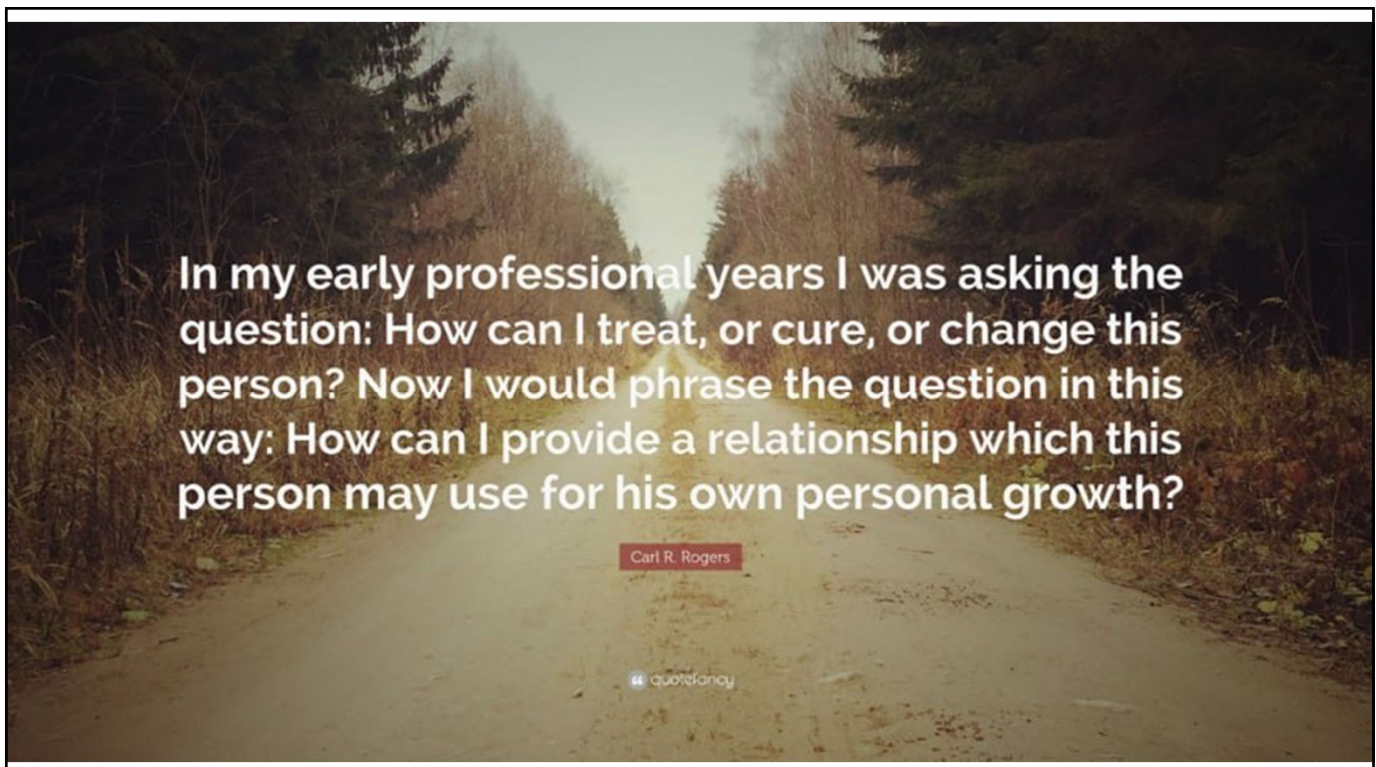 In my early professional years I was asking the
question: How can I treat, or cure, or change this
person? Now I would phrase the question in this
way: How can I provide a relationship which this
person may use for his own personal growth?
Carl R. Rogers
quotefancy